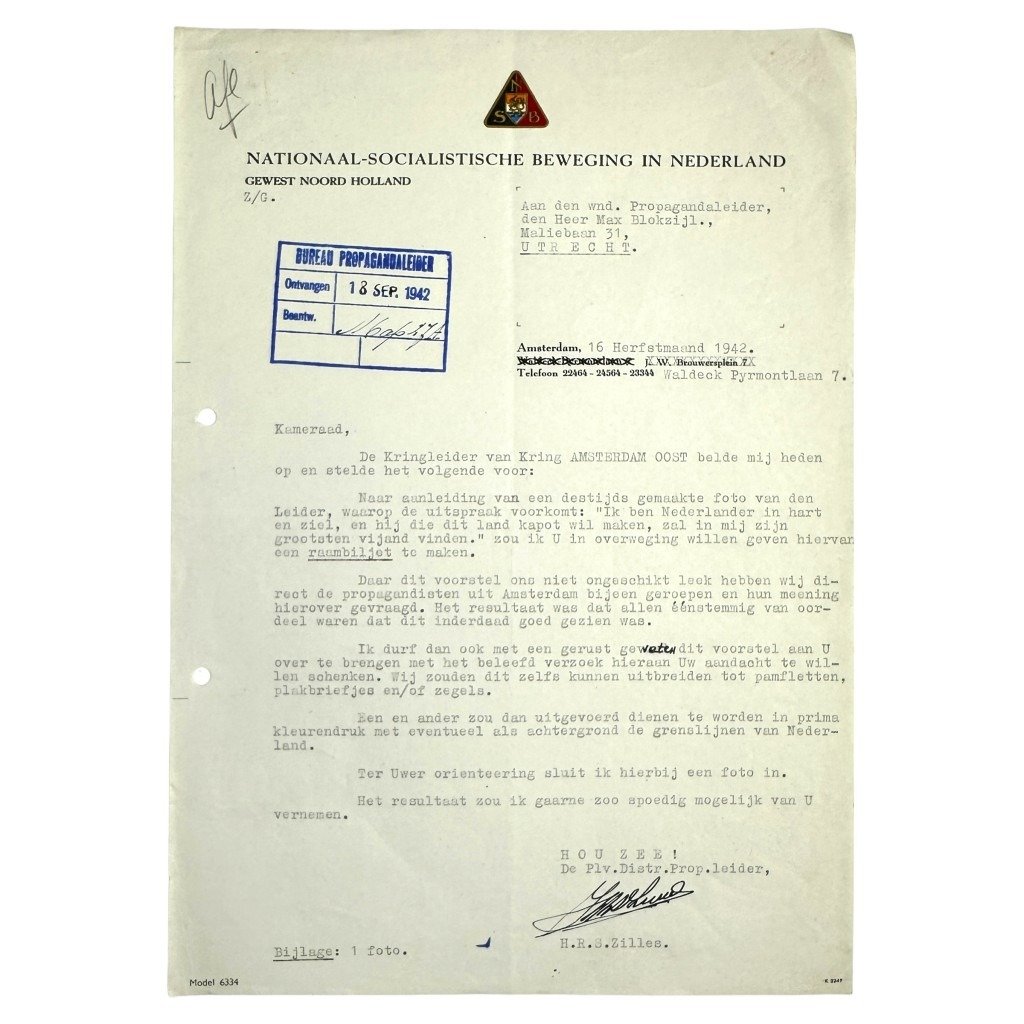 N
S B
NATIONAAL-SOCIALISTISCHE BEWEGING IN NEDERLAND
GEWEST NOORD HOLLAND
Z/G.
Aan den wnd. Propagandaleider,
den Heer Max Blokzijl.,
Maliebaan 31,
U T R E C H T.
BUREAU PROPAGANDALEIDER
Ontvangen 18 SEP. 1942
Beantw.
Amsterdam, 16 Herfstmaand 1942.
J. W. Brouwersplein 7
Telefoon 22464 - 24564 - 23344 Waldeck Pyrmontlaan 7.
Kameraad,
De Kringleider van Kring AMSTERDAM OOST belde mij heden
op en stelde het volgende voor:
Naar aanleiding van een destijds gemaakte foto van den
Leider, waarop de uitspraak voorkomt: "Ik ben Nederlander in hart
en ziel, en hij die dit land kapot wil maken, zal in mij zijn
grootsten vijand vinden." zou ik U in overweging willen geven hiervan
een raambiljet te maken.
Daar dit voorstel ons niet ongeschikt leek hebben wij di-
rect de propagandisten uit Amsterdam bijeen geroepen en hun meening
hierover gevraagd. Het resultaat was dat allen éénstemmig van oor-
deel waren dat dit inderdaad goed gezien was.
Ik durf dan ook met een gerust geweten dit voorstel aan U
over te brengen met het beleefd verzoek hieraan Uw aandacht te wil-
len schenken. Wij zouden dit zelfs kunnen uitbreiden tot pamfletten,
plakbriefjes en/of zegels.
Een en ander zou dan uitgevoerd dienen te worden in prima
kleurendruk met eventueel als achtergrond de grenslijnen van Neder-
land.
Ter Uwer orienteering sluit ik hierbij een foto in.
Het resultaat zou ik gaarne zoo spoedig mogelijk van U
vernemen.
H O U Z E E !
De Plv.Distr.Prop.leider,
H.R.S.Zilles.
Bijlage: 1 foto.
Model 6334